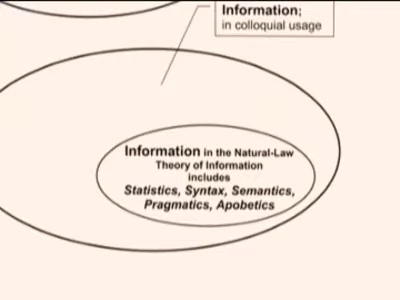 Information;
in colloquial usage
Information in the Natural-Law
Theory of Information
includes
Statistics, Syntax, Semantics,
Pragmatics, Apobetics